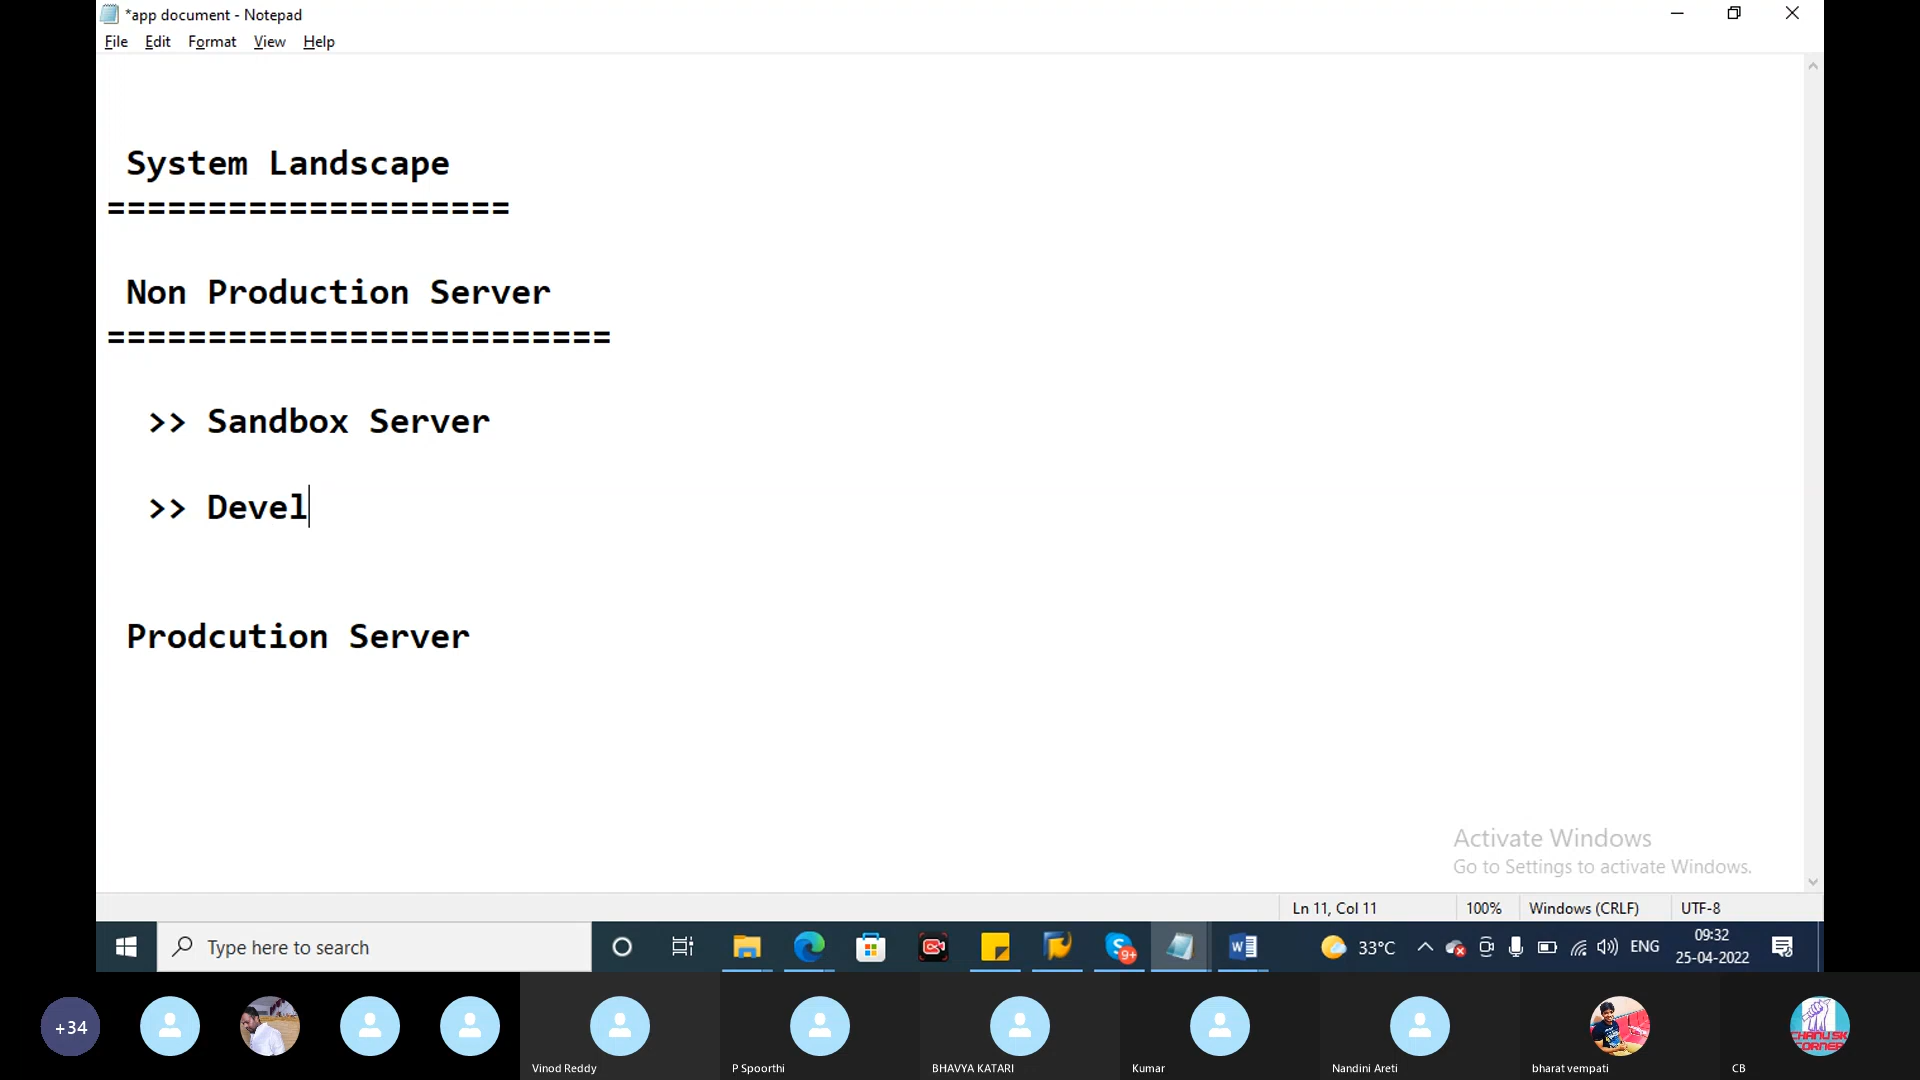 *app document - Notepad
File Edit Format View Help
System Landscape
====================
Non Production Server
=========================
>> Sandbox Server
>> Devel
Prodcution Server
Activate Windows
Go to Settings to activate Windows.
Ln 11, Col 11 100% Windows (CRLF) UTF-8
Type here to search
9+
33°C
ENG
09:32
25-04-2022
+34
Vinod Reddy
P Spoorthi
BHAVYA KATARI
Kumar
Nandini Areti
bharat vempati
CB